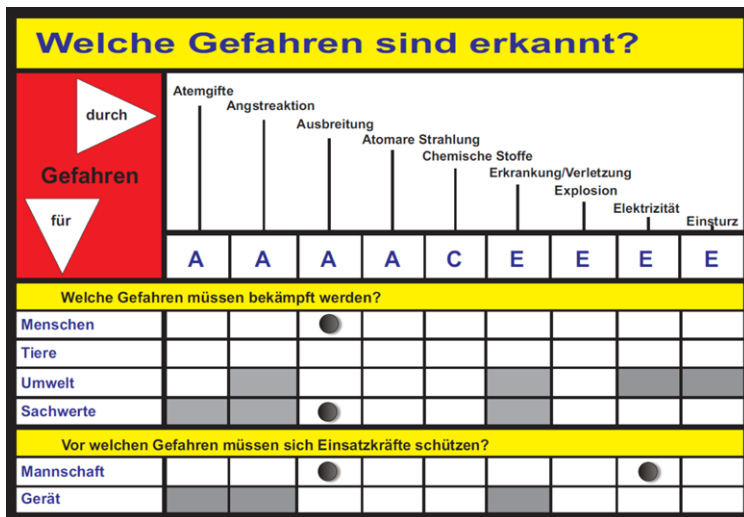 Welche Gefahren sind erkannt?
durch
Gefahren
für
Atemgifte
Angstreaktion
Ausbreitung
Atomare Strahlung
Chemische Stoffe
Erkrankung/Verletzung
Explosion
Elektrizität
Einsturz
A A A A C E E E E
Welche Gefahren müssen bekämpft werden?
Menschen
Tiere
Umwelt
Sachwerte
Vor welchen Gefahren müssen sich Einsatzkräfte schützen?
Mannschaft
Gerät